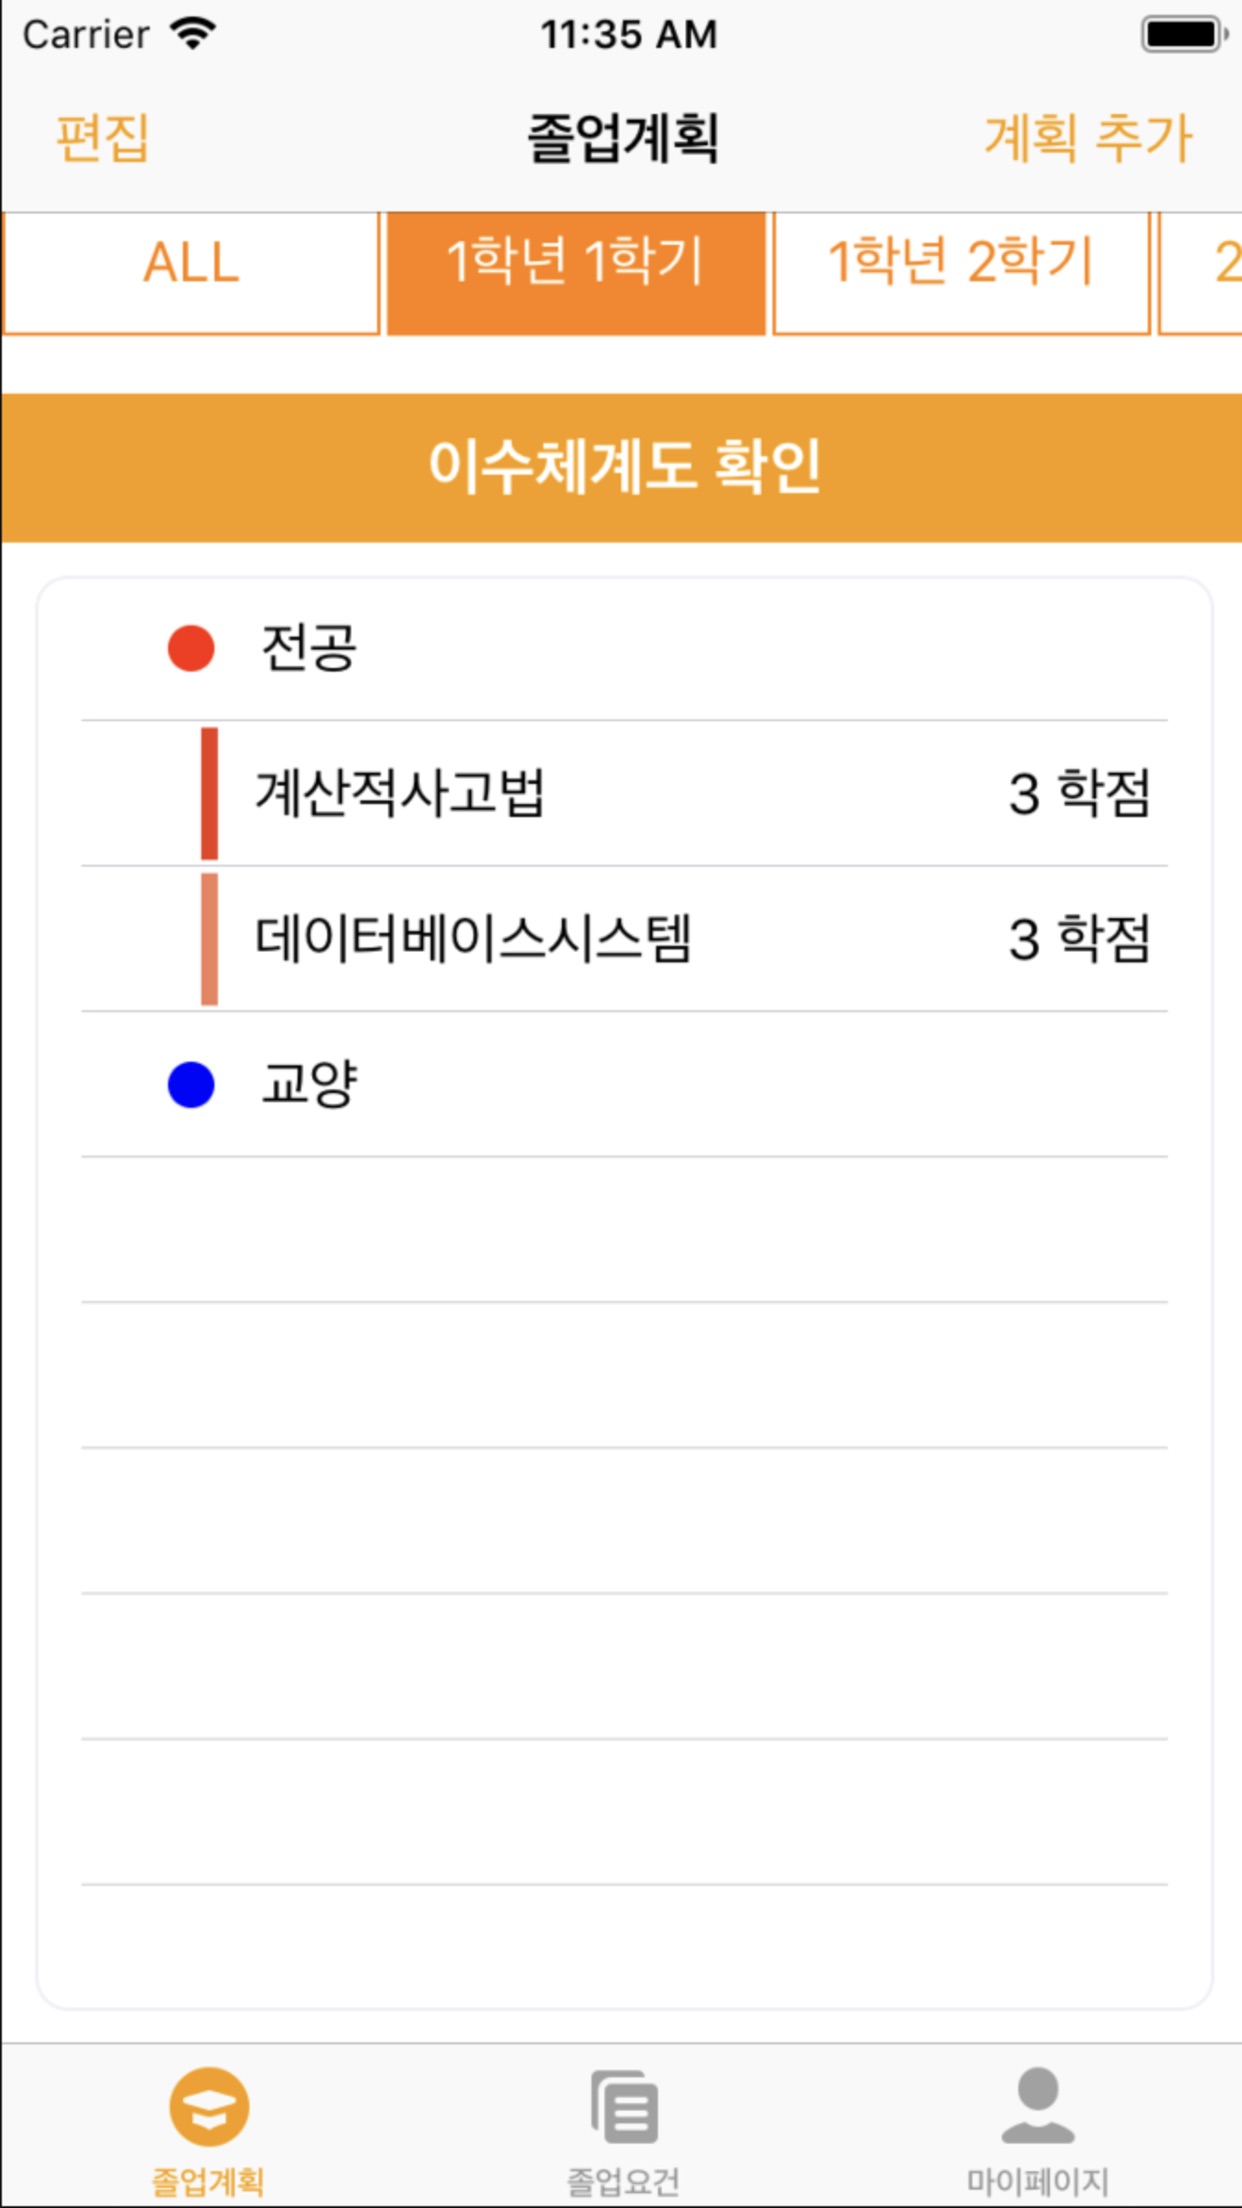 Carrier 11:35 AM
편집 졸업계획 계획 추가
ALL 1학년 1학기 1학년 2학기 2
이수체계도 확인
전공
계산적사고법 3 학점
데이터베이스시스템 3 학점
교양
졸업계획 졸업요건 마이페이지